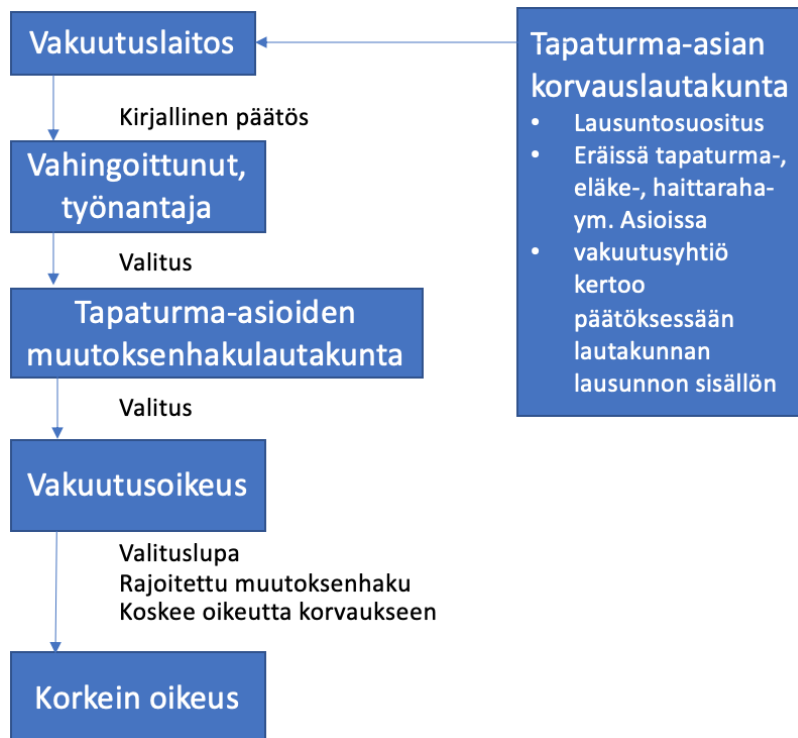 Vakuutuslaitos
Kirjallinen päätös
Vahingoittunut,
työnantaja
Valitus
Tapaturma-asioiden
muutoksenhakulautakunta
Valitus
Vakuutusoikeus
Valituslupa
Rajoitettu muutoksenhaku
Koskee oikeutta korvaukseen
Korkein oikeus
Tapaturma-asian
korvauslautakunta
• Lausuntosuositus
• Eräissä tapaturma-,
eläke-, haittaraha-
ym. Asioissa
• vakuutusyhtiö
kertoo
päätöksessään
lautakunnan
lausunnon sisällön